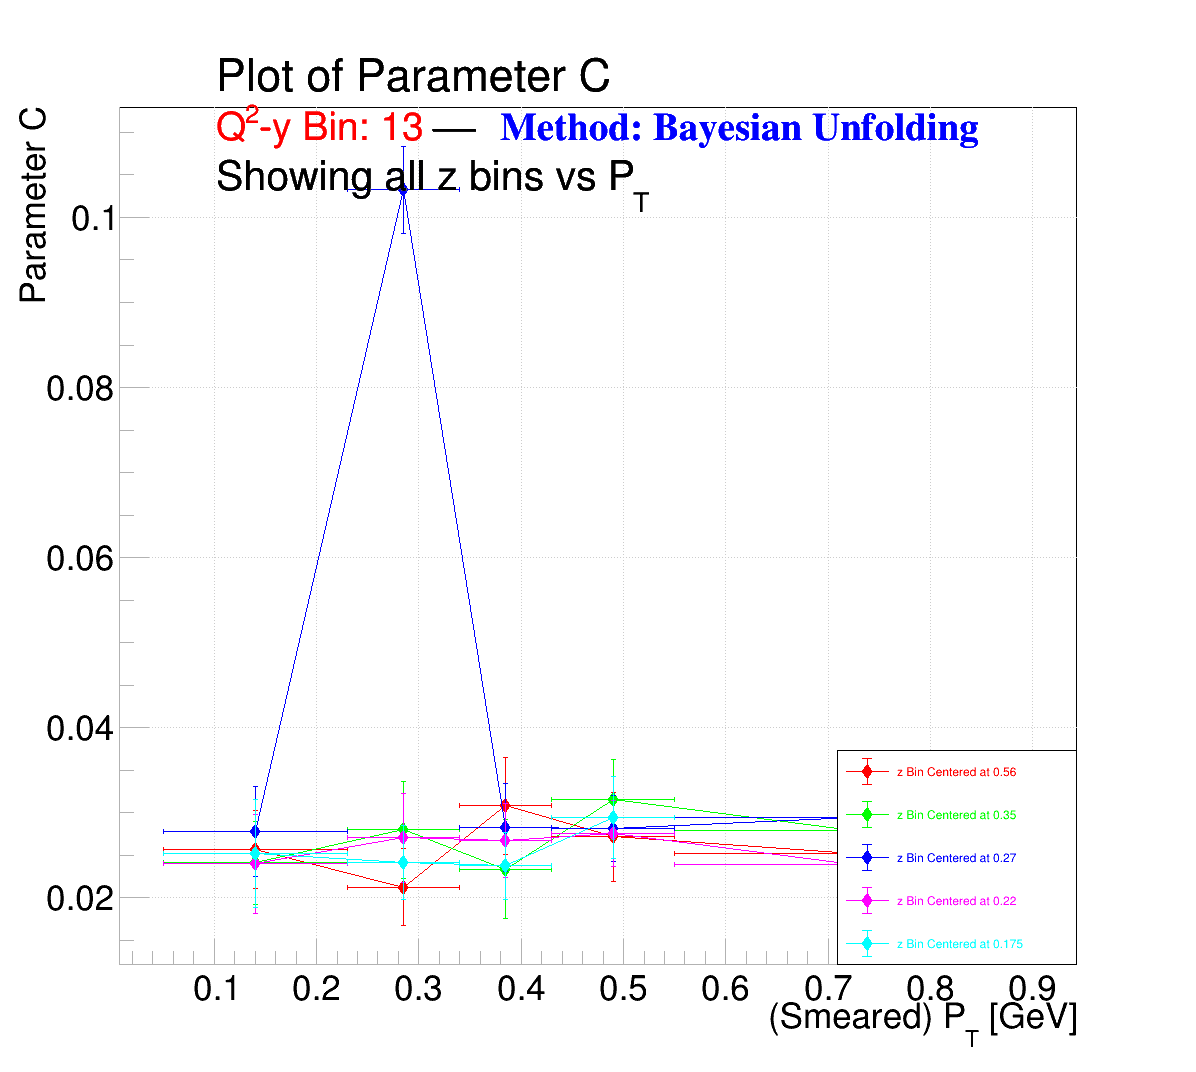 Plot of Parameter C
Q²-y Bin: 13 — Method: Bayesian Unfolding
Showing all z bins vs P_T
Parameter C
0.1
0.08
0.06
0.04
0.02
z Bin Centered at 0.56
z Bin Centered at 0.35
z Bin Centered at 0.27
z Bin Centered at 0.22
z Bin Centered at 0.175
0.1 0.2 0.3 0.4 0.5 0.6 0.7 0.8 0.9
(Smeared) P_T [GeV]